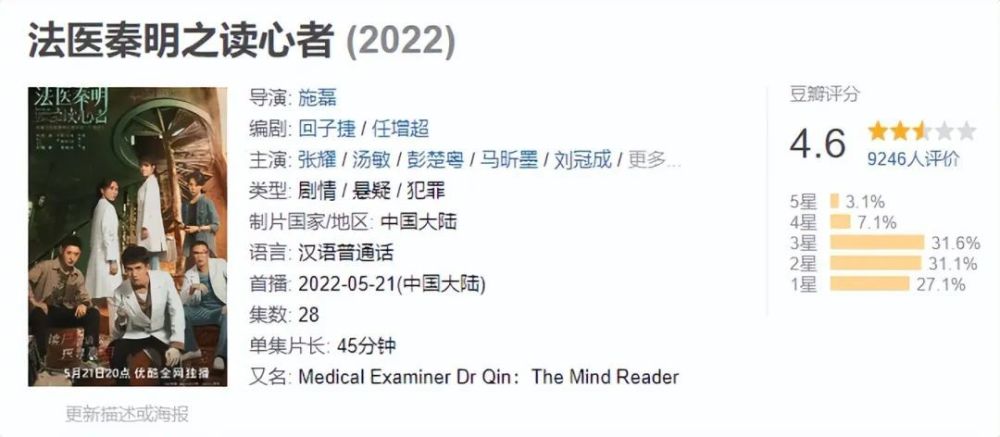 法医秦明之读心者 (2022)
法医秦明
5月21日20点 优酷全网独播
更新描述或海报
导演: 施磊
编剧: 回子捷 / 任增超
主演: 张耀 / 汤敏 / 彭楚粤 / 马昕墨 / 刘冠成 / 更多...
类型: 剧情 / 悬疑 / 犯罪
制片国家/地区: 中国大陆
语言: 汉语普通话
首播: 2022-05-21(中国大陆)
集数: 28
单集片长: 45分钟
又名: Medical Examiner Dr Qin：The Mind Reader
豆瓣评分
4.6
9246人评价
5星 3.1%
4星 7.1%
3星 31.6%
2星 31.1%
1星 27.1%